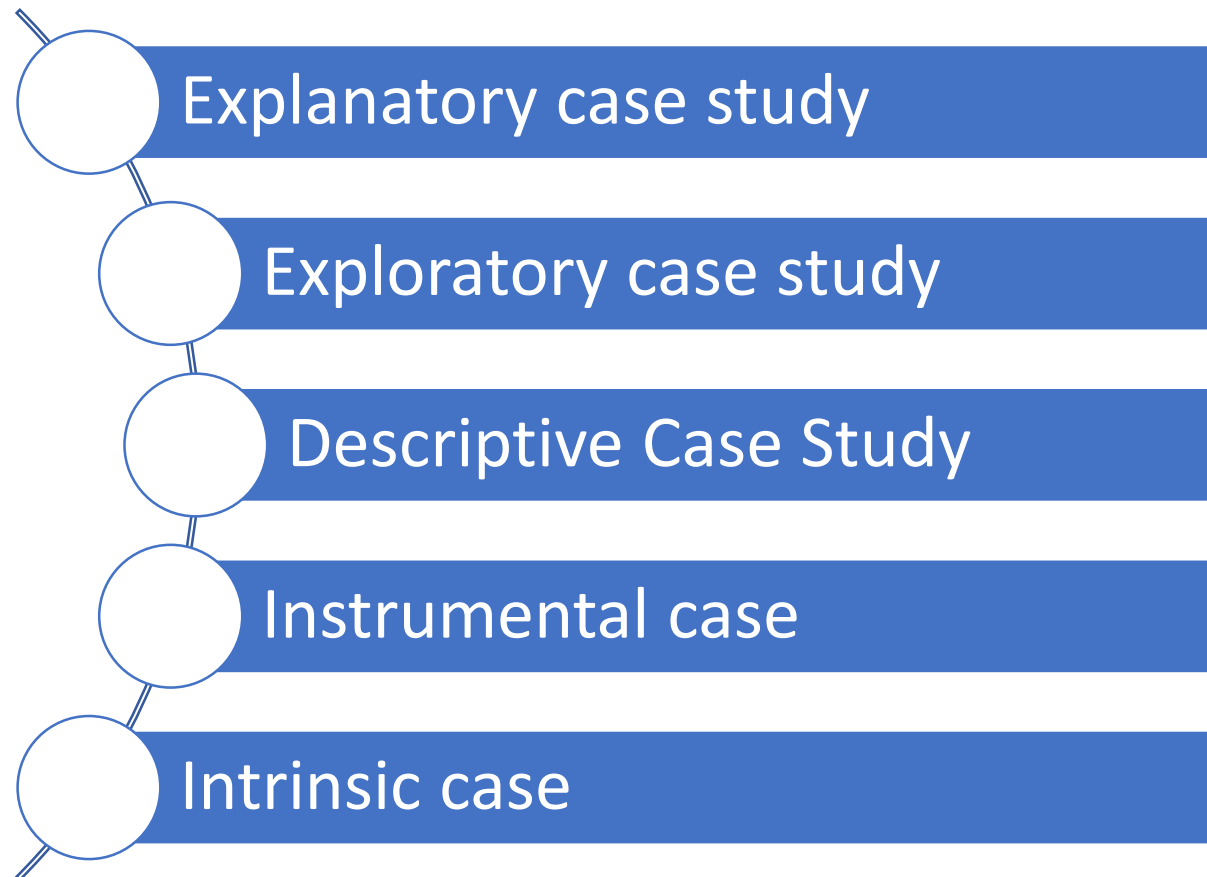 Explanatory case study
Exploratory case study
Descriptive Case Study
Instrumental case
Intrinsic case